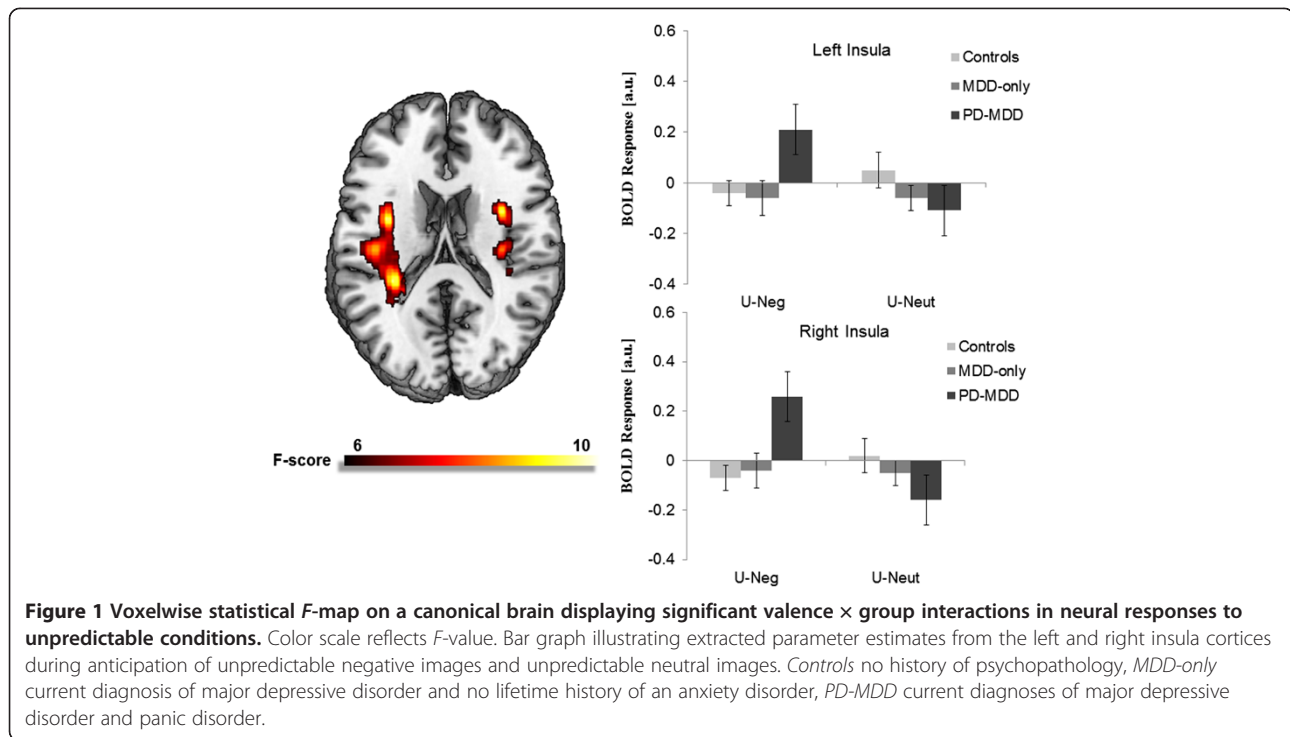 0.6
Left Insula
Controls
MDD-only
PD-MDD
BOLD Response [a.u.]
0.4
0.2
0
-0.2
-0.4
U-Neg U-Neut
0.6
Right Insula
Controls
MDD-only
PD-MDD
BOLD Response [a.u.]
0.4
0.2
0
-0.2
-0.4
U-Neg U-Neut
6 10
F-score
Figure 1 Voxelwise statistical F-map on a canonical brain displaying significant valence × group interactions in neural responses to
unpredictable conditions. Color scale reflects F-value. Bar graph illustrating extracted parameter estimates from the left and right insula cortices
during anticipation of unpredictable negative images and unpredictable neutral images. Controls no history of psychopathology, MDD-only
current diagnosis of major depressive disorder and no lifetime history of an anxiety disorder, PD-MDD current diagnoses of major depressive
disorder and panic disorder.